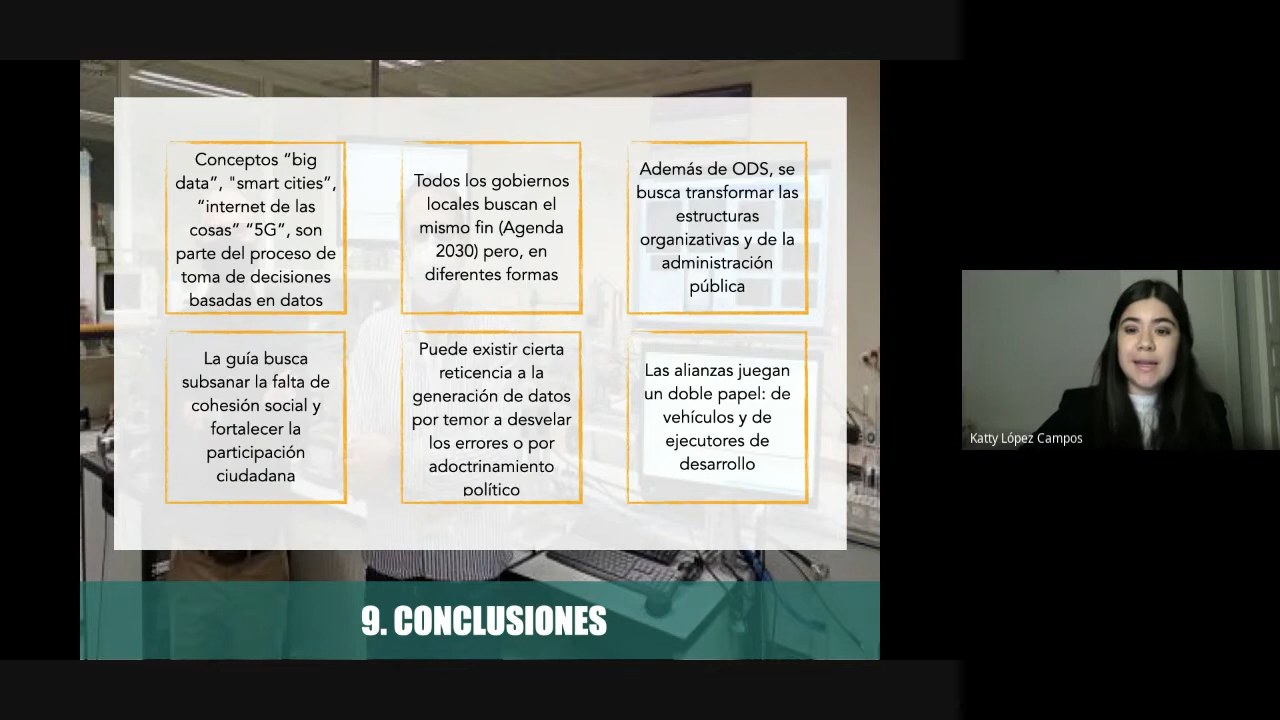 Conceptos “big
data”, "smart cities”,
“internet de las
cosas” “5G”, son
parte del proceso de
toma de decisiones
basadas en datos
Todos los gobiernos
locales buscan el
mismo fin (Agenda
2030) pero, en
diferentes formas
Además de ODS, se
busca transformar las
estructuras
organizativas y de la
administración
pública
La guía busca
subsanar la falta de
cohesión social y
fortalecer la
participación
ciudadana
Puede existir cierta
reticencia a la
generación de datos
por temor a desvelar
los errores o por
adoctrinamiento
político
Las alianzas juegan
un doble papel: de
vehículos y de
ejecutores de
desarrollo
9. CONCLUSIONES
Katty López Campos